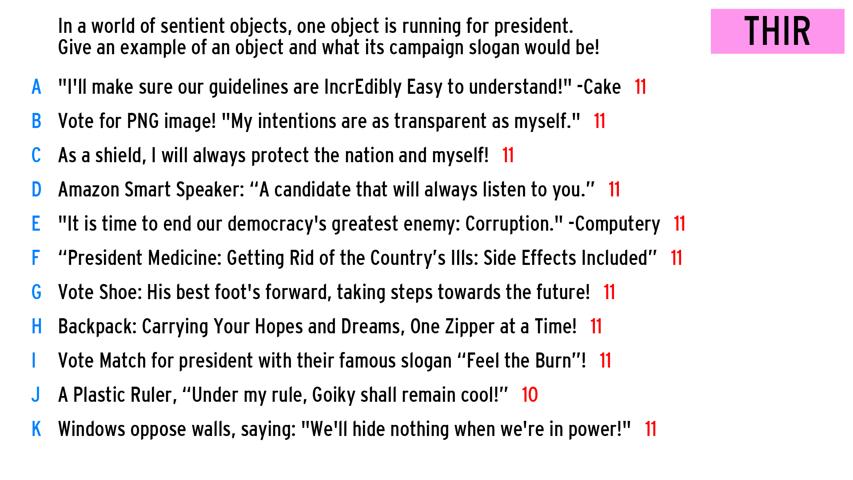 In a world of sentient objects, one object is running for president.
Give an example of an object and what its campaign slogan would be!
THIR
A "I'll make sure our guidelines are IncrEdibly Easy to understand!" -Cake 11
B Vote for PNG image! "My intentions are as transparent as myself." 11
C As a shield, I will always protect the nation and myself! 11
D Amazon Smart Speaker: “A candidate that will always listen to you.” 11
E "It is time to end our democracy's greatest enemy: Corruption." -Computery 11
F “President Medicine: Getting Rid of the Country’s Ills: Side Effects Included” 11
G Vote Shoe: His best foot's forward, taking steps towards the future! 11
H Backpack: Carrying Your Hopes and Dreams, One Zipper at a Time! 11
I Vote Match for president with their famous slogan “Feel the Burn”! 11
J A Plastic Ruler, “Under my rule, Goiky shall remain cool!” 10
K Windows oppose walls, saying: "We'll hide nothing when we're in power!" 11